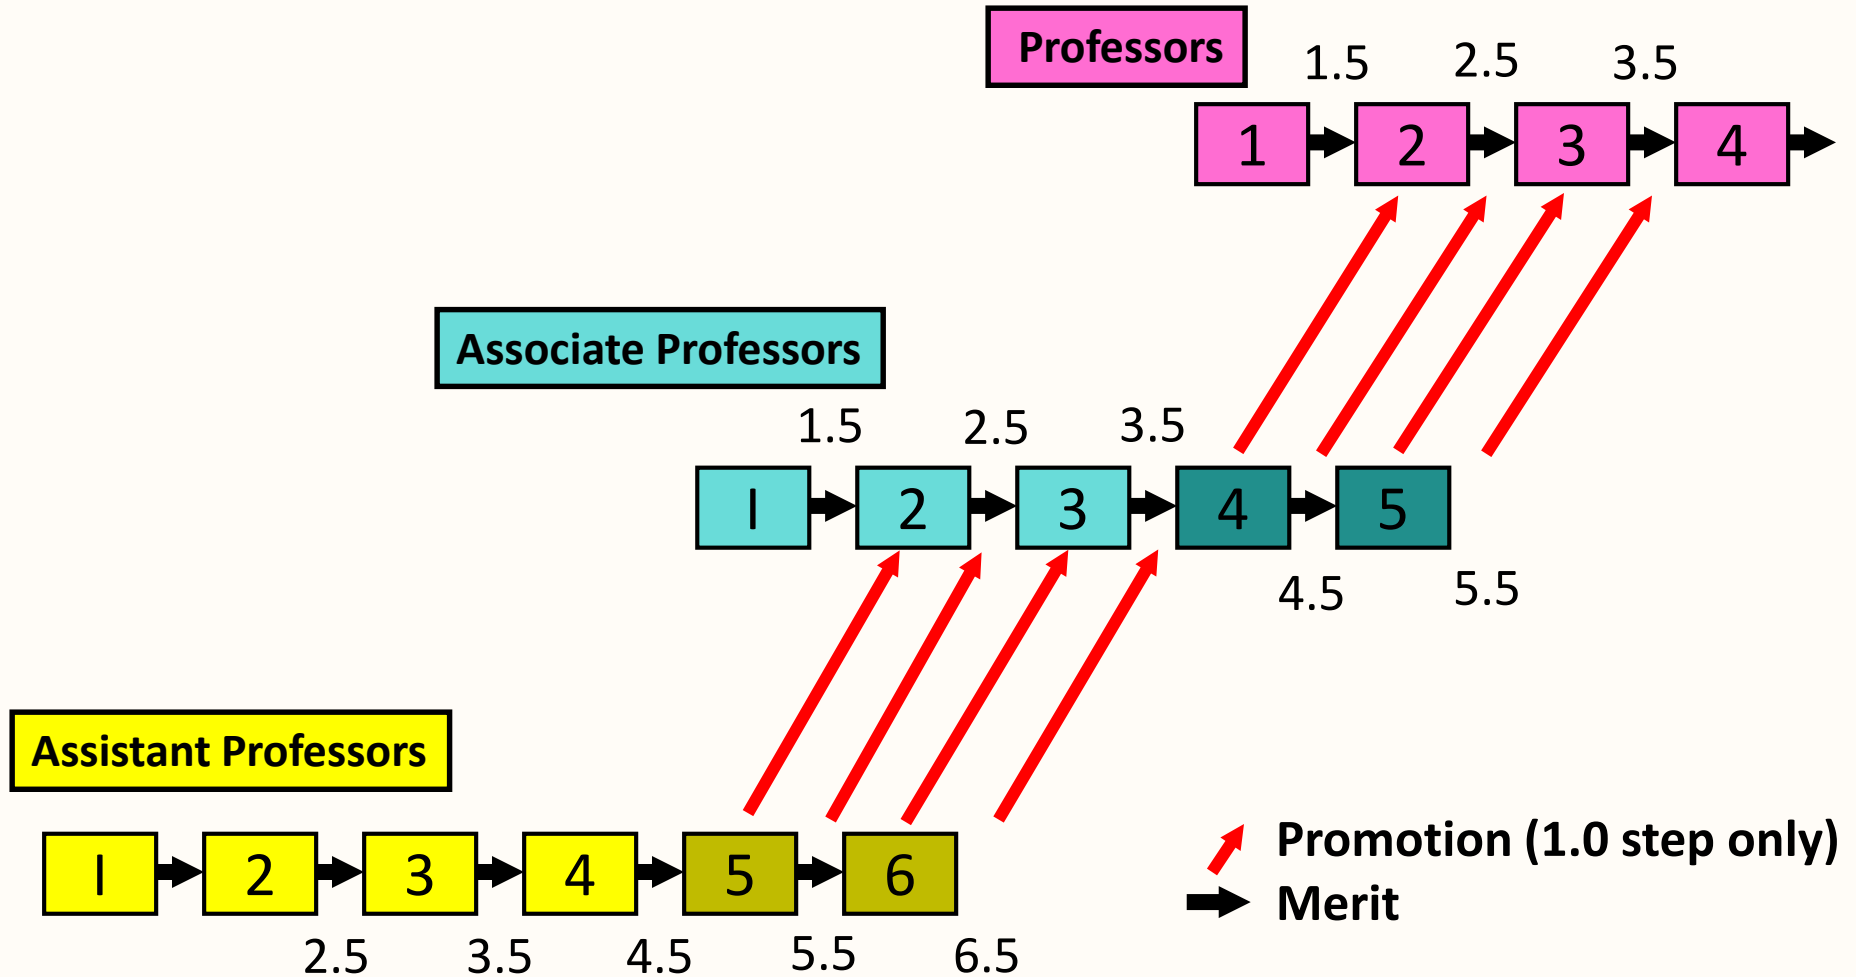 Professors
1.5 2.5 3.5
1 2 3 4
Associate Professors
1.5 2.5 3.5
I 2 3 4 5
4.5 5.5
Assistant Professors
I 2 3 4 5 6
2.5 3.5 4.5 5.5 6.5
Promotion (1.0 step only)
Merit